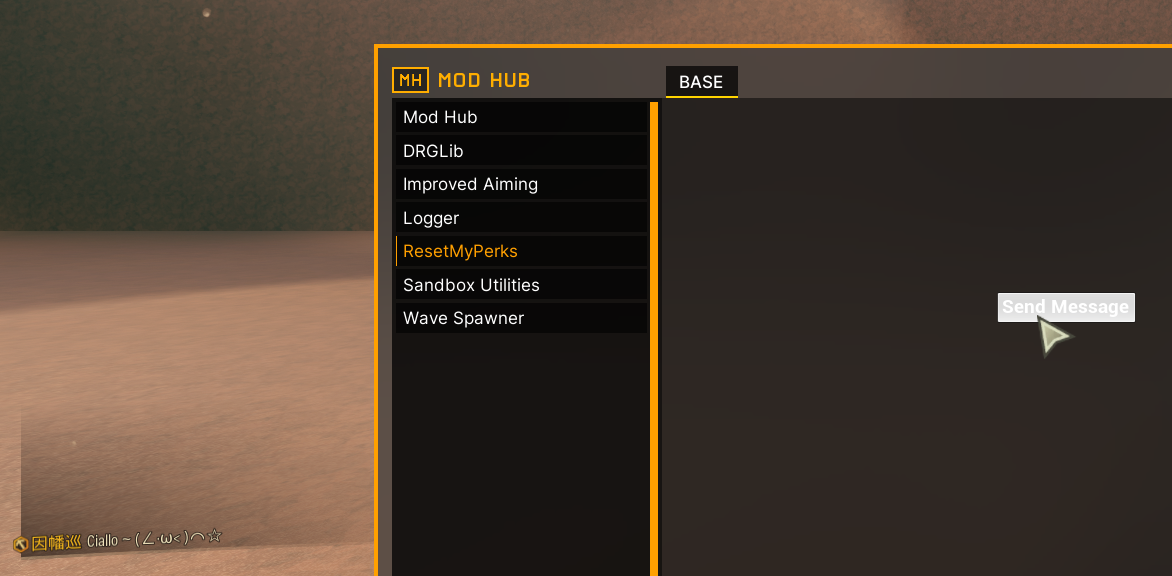 MH MOD HUB
BASE
Mod Hub
DRGLib
Improved Aiming
Logger
ResetMyPerks
Sandbox Utilities
Wave Spawner
Send Message
因幡巡 Ciallo～(∠・ω<)⌒☆